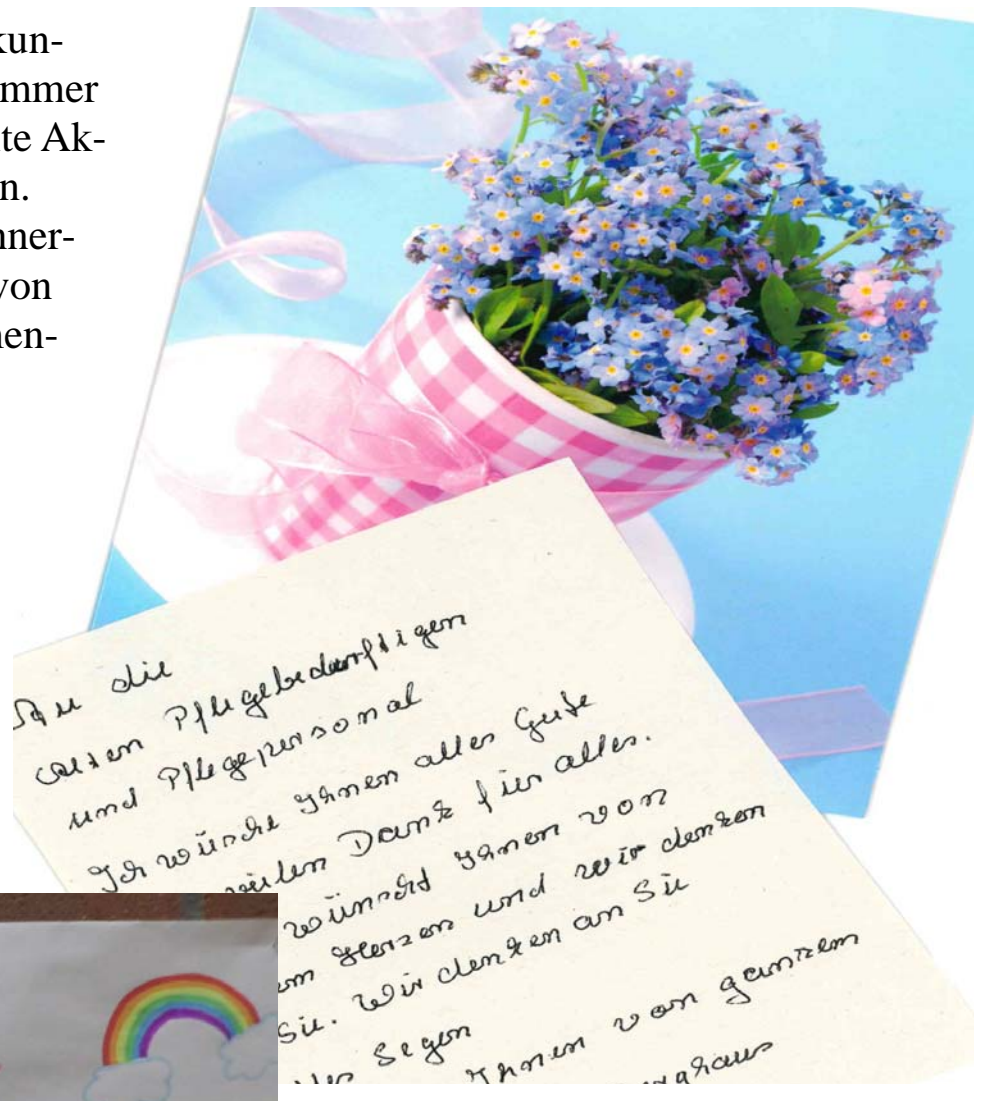 kun-
ammer
te Ak-
n.
nner-
von
nen-
An die
alten Pflegebedürftigen
und Pflegepersonal
Ich wünsche Ihnen alles Gute
vielen Dank für alles.
wünscht Ihnen von
Herzen und wir denken
Sie. Wir denken an Sie
Segen
Ihnen von ganzem